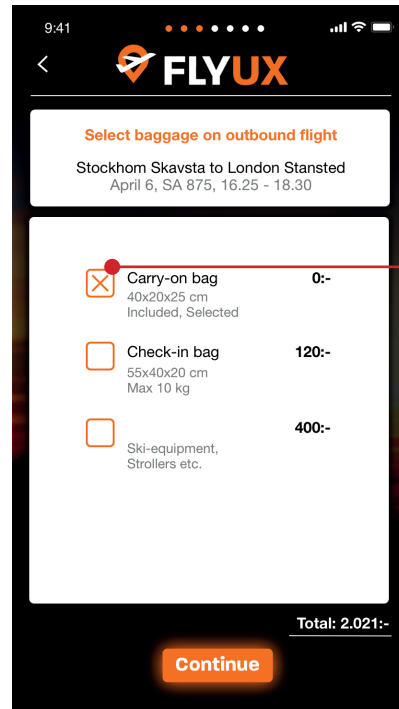 9:41
FLYUX
Select baggage on outbound flight
Stockhom Skavsta to London Stansted
April 6, SA 875, 16.25 - 18.30
Carry-on bag 0:-
40x20x25 cm
Included, Selected
Check-in bag 120:-
55x40x20 cm
Max 10 kg
400:-
Ski-equipment,
Strollers etc.
Total: 2.021:-
Continue